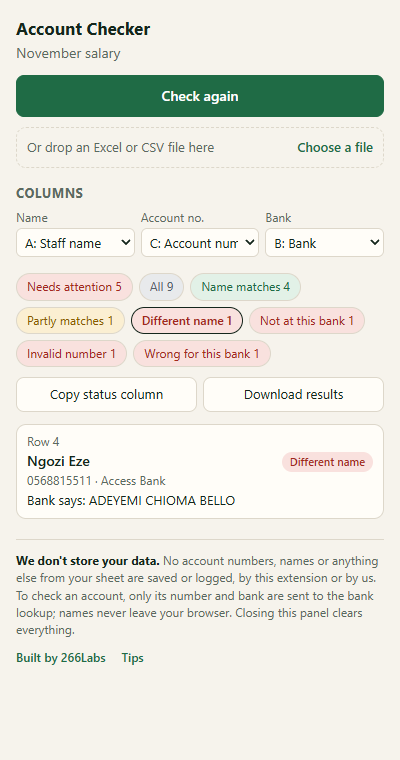 Account Checker
November salary
Check again
Or drop an Excel or CSV file here Choose a file
COLUMNS
Name Account no. Bank
A: Staff name C: Account num B: Bank
Needs attention 5 All 9 Name matches 4
Partly matches 1 Different name 1 Not at this bank 1
Invalid number 1 Wrong for this bank 1
Copy status column Download results
Row 4
Ngozi Eze Different name
0568815511 · Access Bank
Bank says: ADEYEMI CHIOMA BELLO
We don't store your data. No account numbers, names or anything
else from your sheet are saved or logged, by this extension or by us.
To check an account, only its number and bank are sent to the bank
lookup; names never leave your browser. Closing this panel clears
everything.
Built by 266Labs Tips